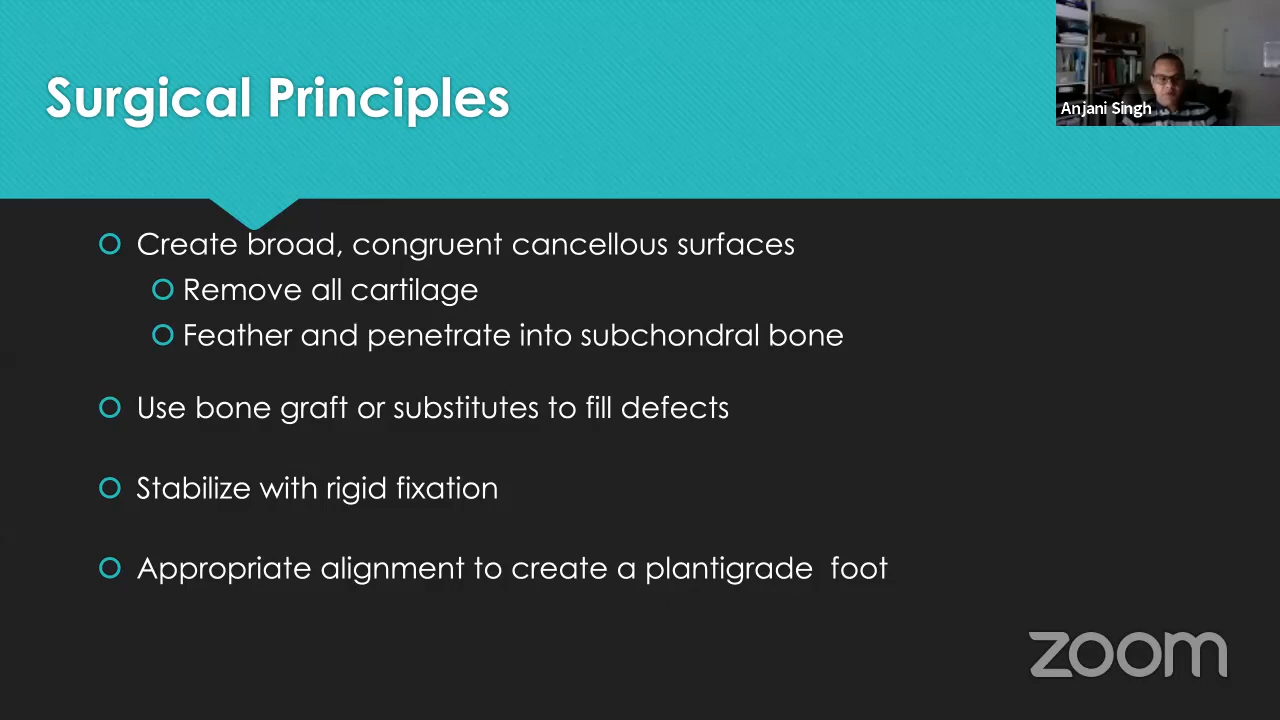 Surgical Principles
Anjani Singh
Create broad, congruent cancellous surfaces
Remove all cartilage
Feather and penetrate into subchondral bone
Use bone graft or substitutes to fill defects
Stabilize with rigid fixation
Appropriate alignment to create a plantigrade  foot
zoom